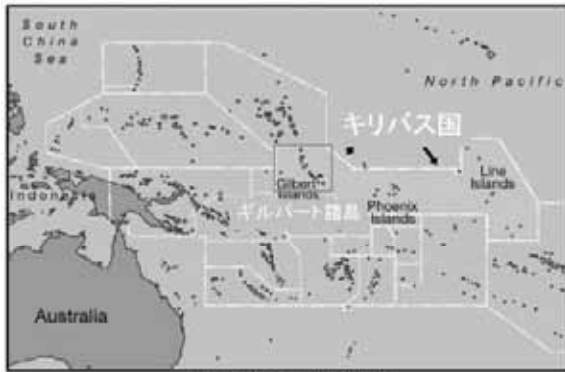 South
China
Sea
North Pacific
キリバス国
Line
Islands
Indonesia
Gilbert
Islands
ギルバート諸島
Phoenix
Islands
Australia